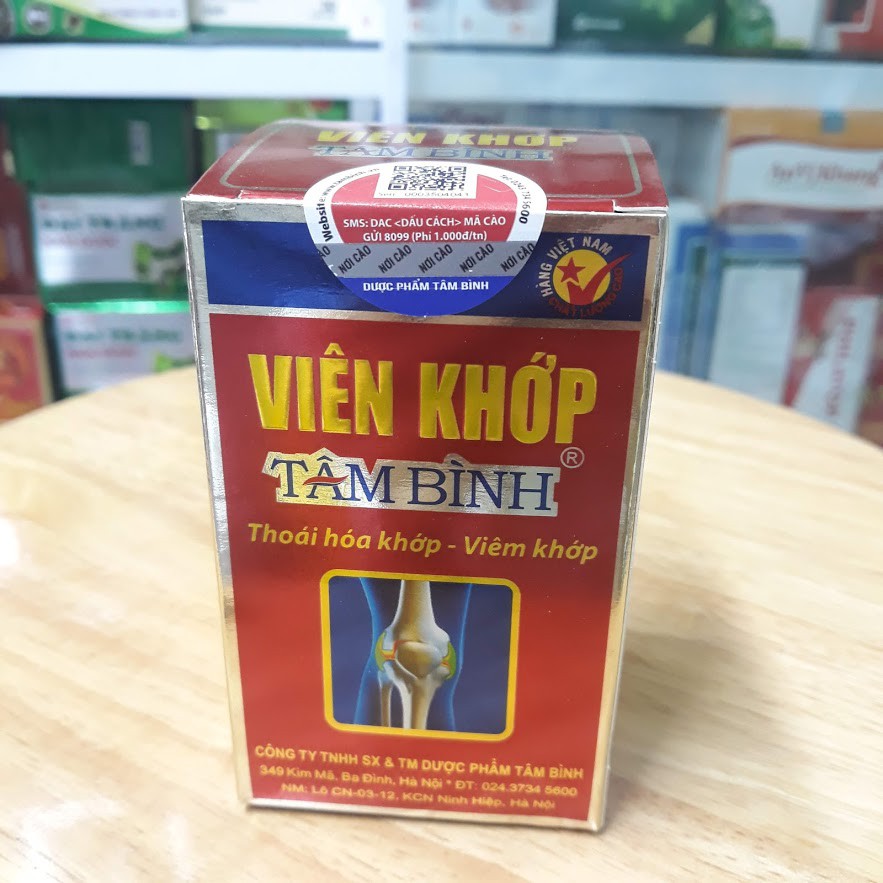 VIÊN KHỚP
TÂM BÌNH
SMS: DAC <DẤU CÁCH> MÃ CÀO
GỬI 8099 (Phí 1.000đ/tn)
NƠI CÀO NƠI CÀO NƠI CÀO NƠI CÀO NƠI CÀO
DƯỢC PHẨM TÂM BÌNH
HÀNG VIỆT NAM
CHẤT LƯỢNG CAO
VIÊN KHỚP
TÂM BÌNH®
Thoái hóa khớp - Viêm khớp
CÔNG TY TNHH SX & TM DƯỢC PHẨM TÂM BÌNH
349 Kim Mã, Ba Đình, Hà Nội * ĐT: 024.3734 5600
NM: Lô CN-03-12, KCN Ninh Hiệp, Hà Nội